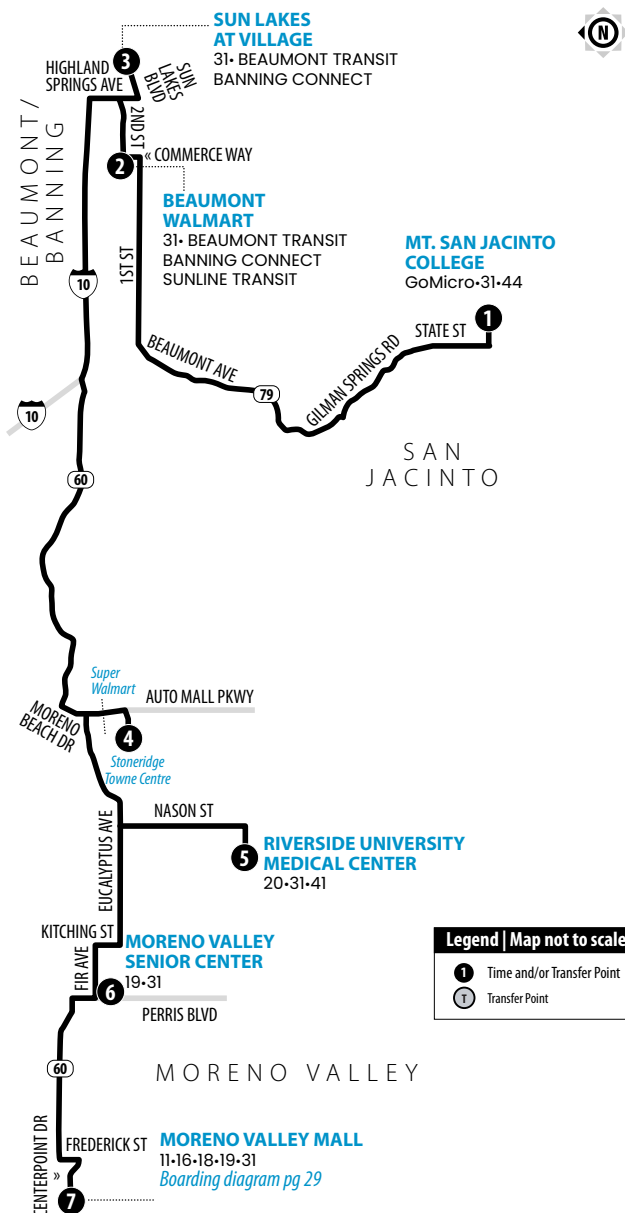 SUN LAKES
AT VILLAGE
31• BEAUMONT TRANSIT
BANNING CONNECT
N
3
HIGHLAND
SPRINGS AVE
SUN
LAKES
BLVD
BEAUMONT/
BANNING
2ND ST
2
« COMMERCE WAY
BEAUMONT
WALMART
31• BEAUMONT TRANSIT
BANNING CONNECT
SUNLINE TRANSIT
1ST ST
10
MT. SAN JACINTO
COLLEGE
GoMicro•31•44
1
STATE ST
BEAUMONT AVE
79
GILMAN SPRINGS RD
10
SAN
JACINTO
60
Super
Walmart
AUTO MALL PKWY
MORENO
BEACH DR
4
Stoneridge
Towne Centre
NASON ST
EUCALYPTUS AVE
5
RIVERSIDE UNIVERSITY
MEDICAL CENTER
20•31•41
KITCHING ST
MORENO VALLEY
SENIOR CENTER
19•31
FIR AVE
6
PERRIS BLVD
Legend | Map not to scale
1 Time and/or Transfer Point
T Transfer Point
60
MORENO VALLEY
CENTERPOINT DR
»
FREDERICK ST
MORENO VALLEY MALL
11•16•18•19•31
Boarding diagram pg 29
7